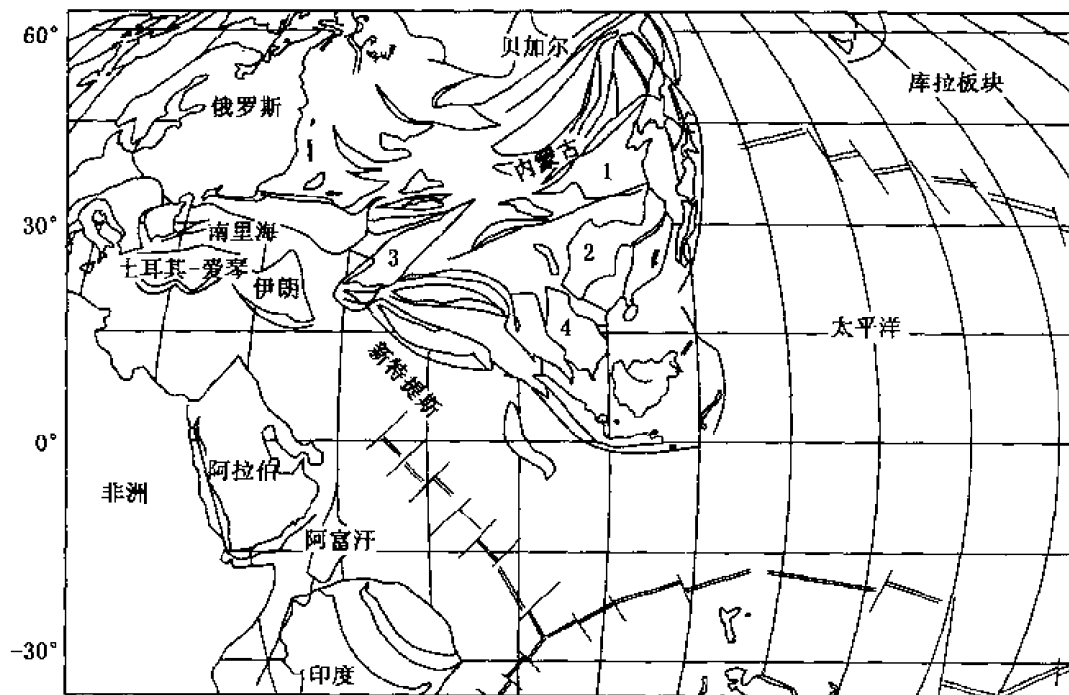 60°
贝加尔
库拉板块
俄罗斯
内蒙古
1
30°
南里海
2
土耳其-爱琴
伊朗
3
4
太平洋
新特提斯
0°
阿拉伯
非洲
阿富汗
-30°
印度